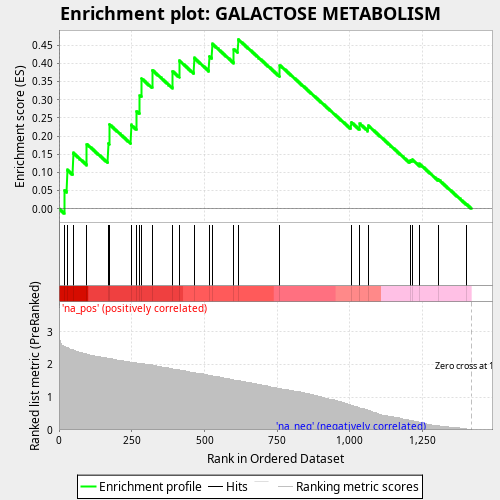 Enrichment plot: GALACTOSE METABOLISM
Enrichment score (ES)
0.45
0.40
0.35
0.30
0.25
0.20
0.15
0.10
0.05
0.00
'na_pos' (positively correlated)
Ranked list metric (PreRanked)
3
2
1
0
Zero cross at 1
'na_neg' (negatively correlated)
0
250
500
750
1,000
1,250
Rank in Ordered Dataset
Enrichment profile
Hits
Ranking metric scores